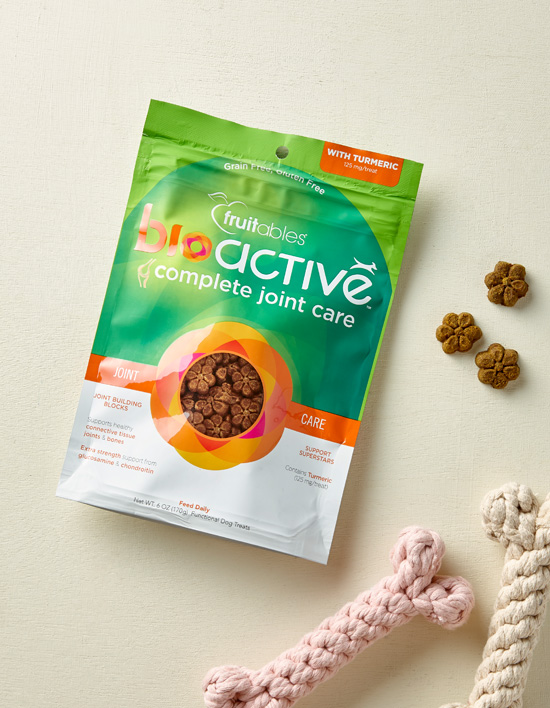 WITH TURMERIC
125 mg/treat
Grain Free, Gluten Free
fruitables
bioactive™
complete joint care
JOINT
JOINT BUILDING
BLOCKS
Supports healthy
connective tissue
joints & bones
Extra strength support from
glucosamine & chondroitin
CARE
SUPPORT
SUPERSTARS
Contains Turmeric
(125 mg/treat)
Feed Daily
Net WT. 6 OZ (170g) Functional Dog Treats